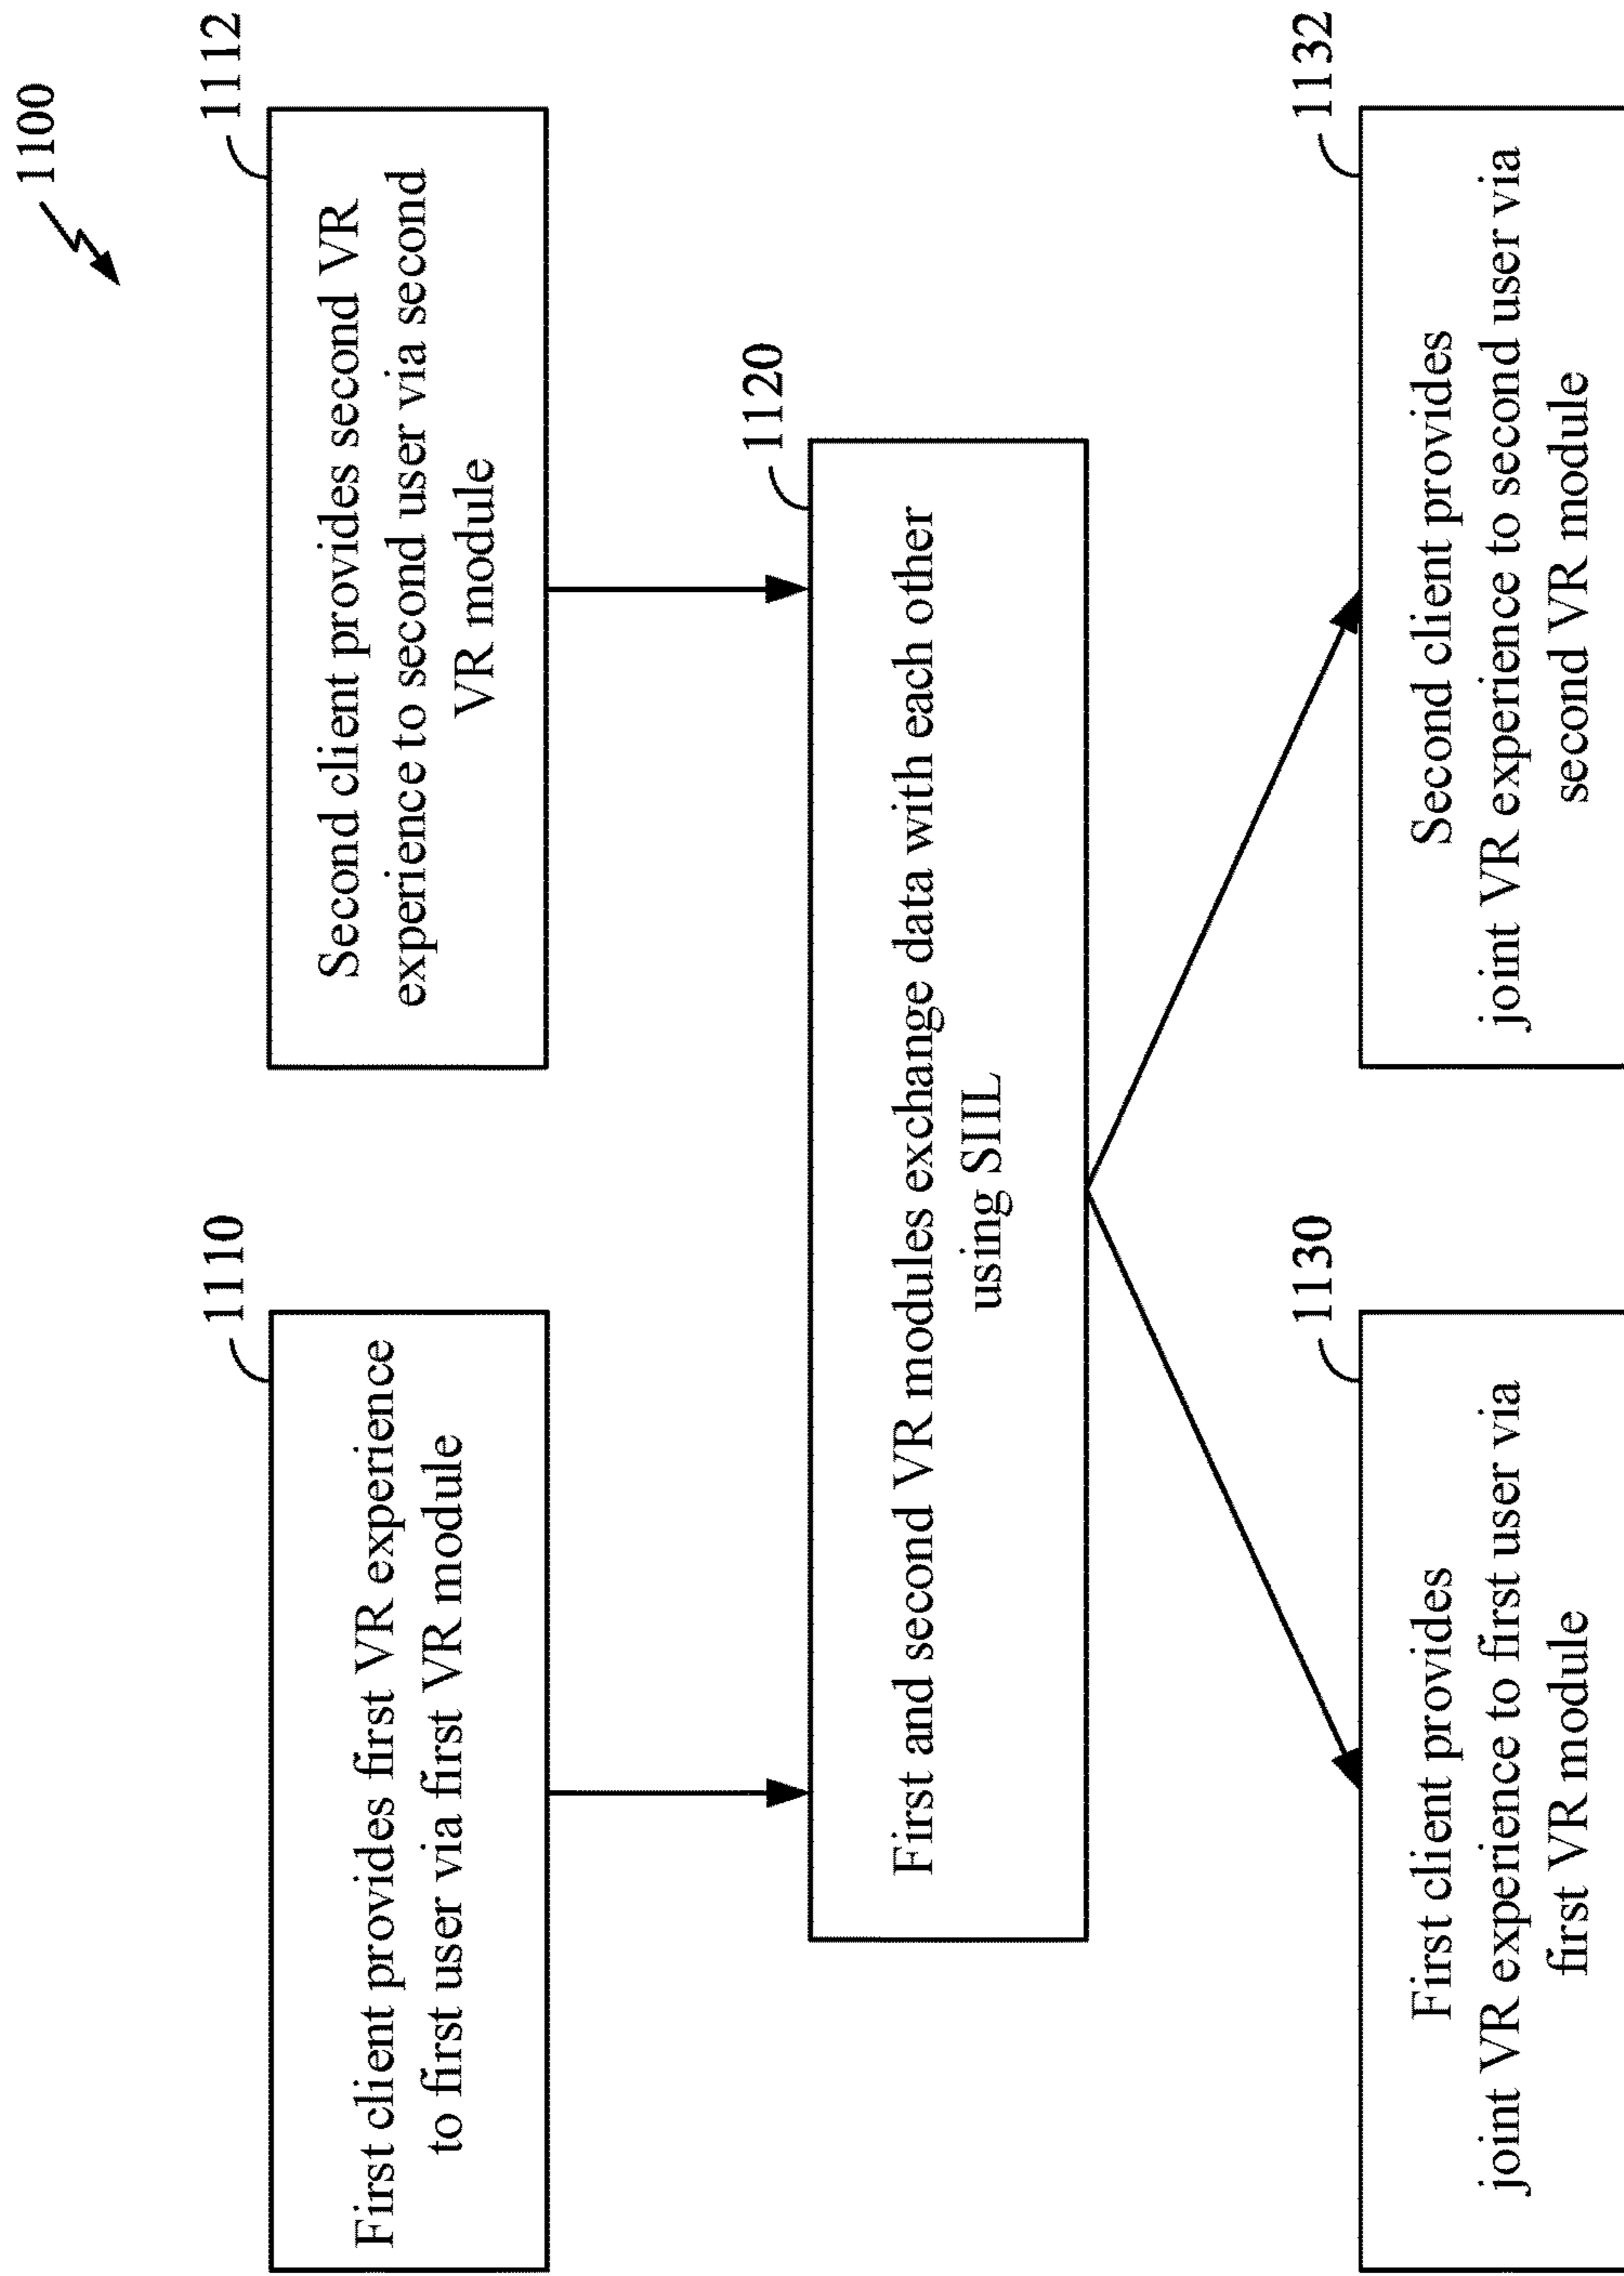 1100
1110
First client provides first VR experience
to first user via first VR module
1112
Second client provides second VR
experience to second user via second
VR module
1120
First and second VR modules exchange data with each other
using SIIL
1130
First client provides
joint VR experience to first user via
first VR module
1132
Second client provides
joint VR experience to second user via
second VR module